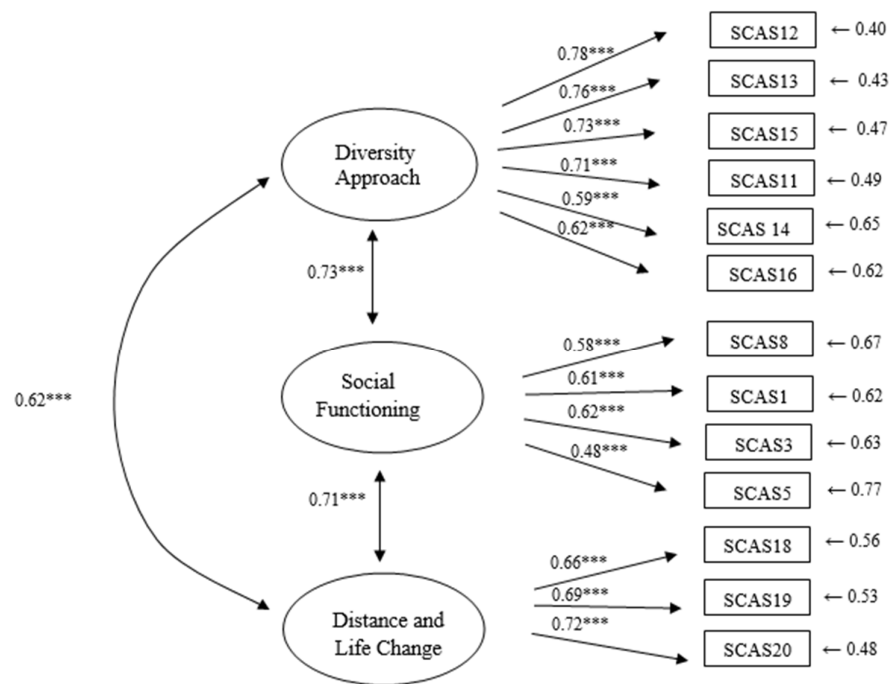 SCAS12 ← 0.40
0.78***
SCAS13 ← 0.43
0.76***
SCAS15 ← 0.47
0.73***
Diversity
Approach
SCAS11 ← 0.49
0.71***
0.59***
SCAS 14 ← 0.65
0.62***
SCAS16 ← 0.62
0.73***
SCAS8 ← 0.67
0.58***
Social
Functioning
SCAS1 ← 0.62
0.61***
0.62***
0.62***
SCAS3 ← 0.63
0.48***
SCAS5 ← 0.77
0.71***
SCAS18 ← 0.56
0.66***
Distance and
Life Change
SCAS19 ← 0.53
0.69***
0.72***
SCAS20 ← 0.48